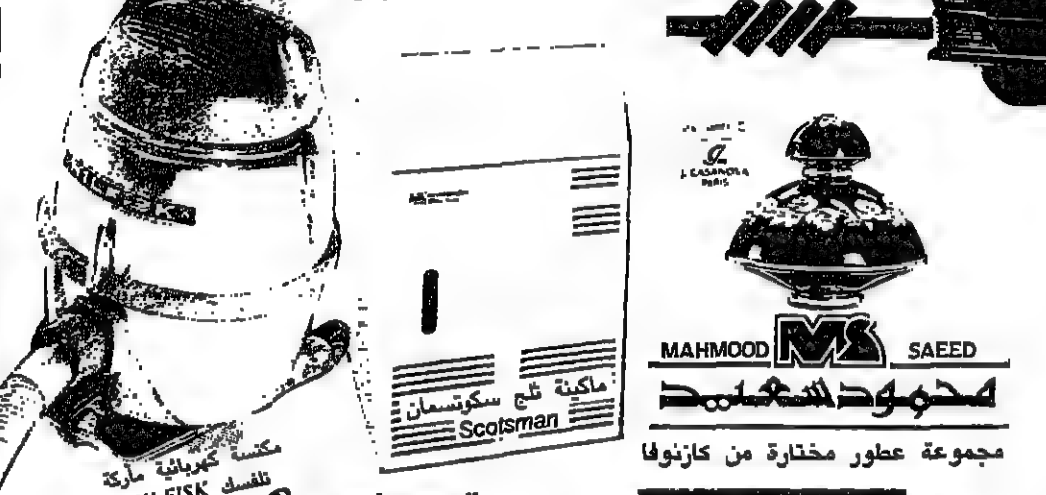 مكنسة كهربائية ماركة
تلفسك
ماكينة ثلج سكوتسمان
Scotsman
J. CASANOVA
PARIS
MAHMOOD MS SAEED
محمود سعيد
مجموعة عطور مختارة من كازنوفا